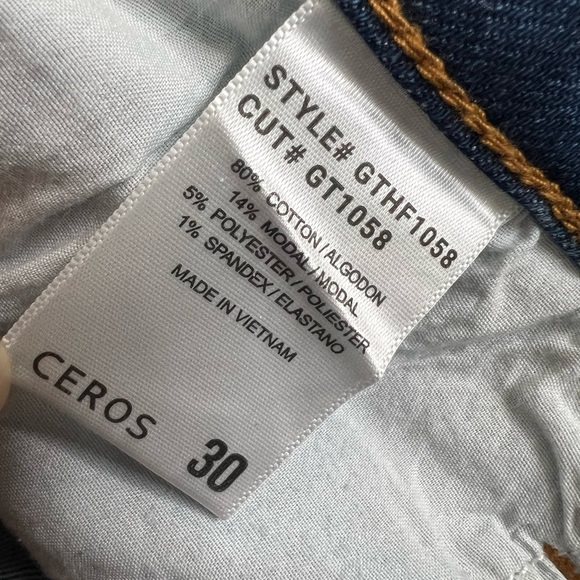 STYLE# GTHF1058
CUT# GT1058
80% COTTON/ALGODON
14% MODAL/MODAL
5% POLYESTER/POLIESTER
1% SPANDEX/ELASTANO
MADE IN VIETNAM
CEROS
30